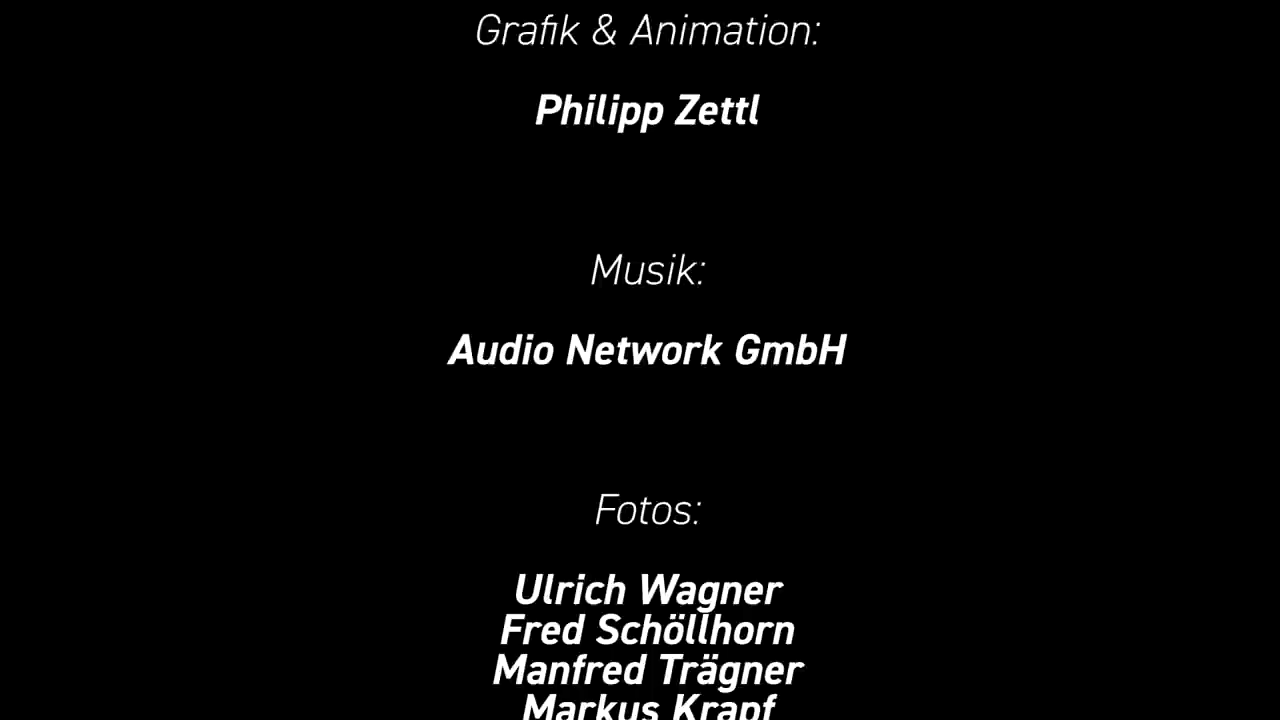 Grafik & Animation:
Philipp Zettl
Musik:
Audio Network GmbH
Fotos:
Ulrich Wagner
Fred Schöllhorn
Manfred Trägner
Markus Krapf